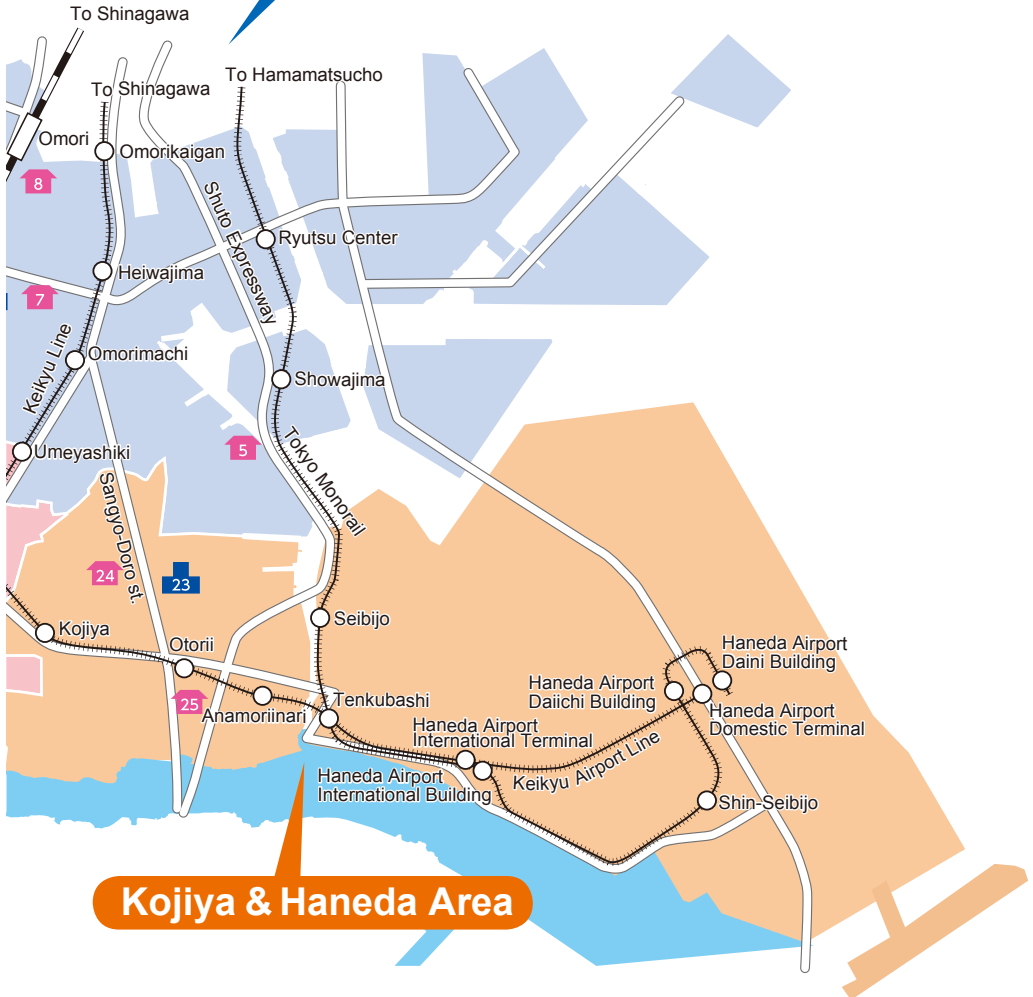 To Shinagawa
To Shinagawa
To Hamamatsucho
Omori
Omorikaigan
8
Shuto Expressway
Ryutsu Center
Heiwajima
7
Keikyu Line
Omorimachi
Showajima
5
Tokyo Monorail
Umeyashiki
Sangyo-Doro st.
24
23
Kojiya
Seibijo
Otorii
25
Anamoriinari
Tenkubashi
Haneda Airport
Daini Building
Haneda Airport
Daiichi Building
Haneda Airport
Domestic Terminal
Haneda Airport
International Terminal
Keikyu Airport Line
Haneda Airport
International Building
Shin-Seibijo
Kojiya & Haneda Area